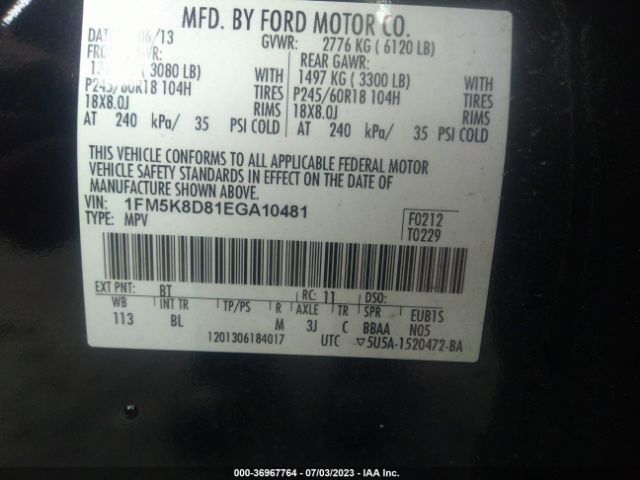 MFD. BY FORD MOTOR CO.
DATE 06/13 GVWR: 2776 KG ( 6120 LB)
( 3080 LB) WITH TIRES RIMS
REAR GAWR:
1497 KG ( 3300 LB) WITH TIRES RIMS
P245/60R18 104H P245/60R18 104H
18X8.0J 18X8.0J
AT 240 kPa/ 35 PSI COLD AT 240 kPa/ 35 PSI COLD
THIS VEHICLE CONFORMS TO ALL APPLICABLE FEDERAL MOTOR
VEHICLE SAFETY STANDARDS IN EFFECT ON THE DATE OF
MANUFACTURE SHOWN ABOVE.
VIN: 1FM5K8D81EGA10481
TYPE: MPV
F0212
T0229
EXT PNT: BT RC: 11 DSO:
WB INT TR TP/PS R AXLE TR SPR EUB1S
113 BL M 3J C BBAA N05
1201306184017 UTC ▽5U5A-1520472-BA
000-36967764 - 07/03/2023 - IAAI.com